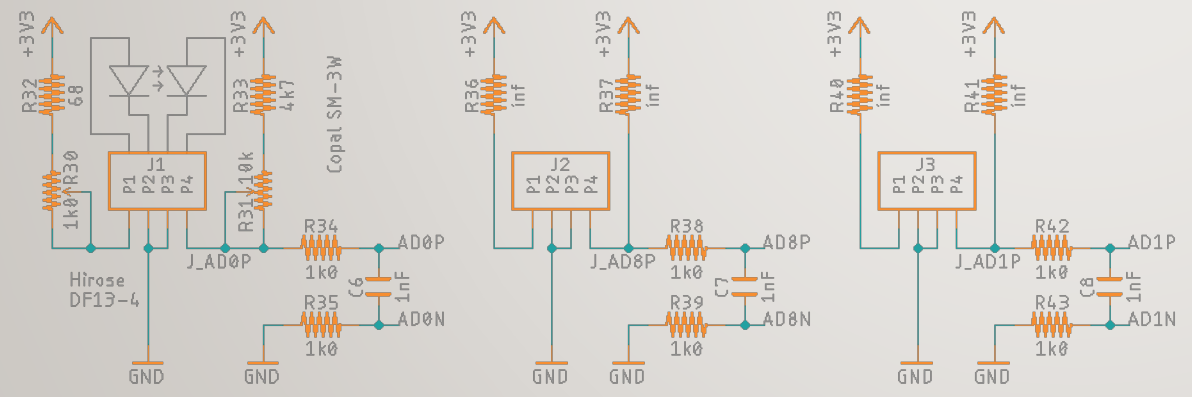 +3V3
R32
68
+3V3
R33
4k7
Copal SM-3W
J1
P1
P2
P3
P4
R30
1k0
R31
10k
R34
1k0
AD0P
J_AD0P
Hirose
DF13-4
C6
1nF
R35
1k0
AD0N
GND
GND
+3V3
R36
inf
+3V3
R37
inf
J2
P1
P2
P3
P4
R38
1k0
AD8P
J_AD8P
C7
1nF
R39
1k0
AD8N
GND
GND
+3V3
R40
inf
+3V3
R41
inf
J3
P1
P2
P3
P4
R42
1k0
AD1P
J_AD1P
C8
1nF
R43
1k0
AD1N
GND
GND